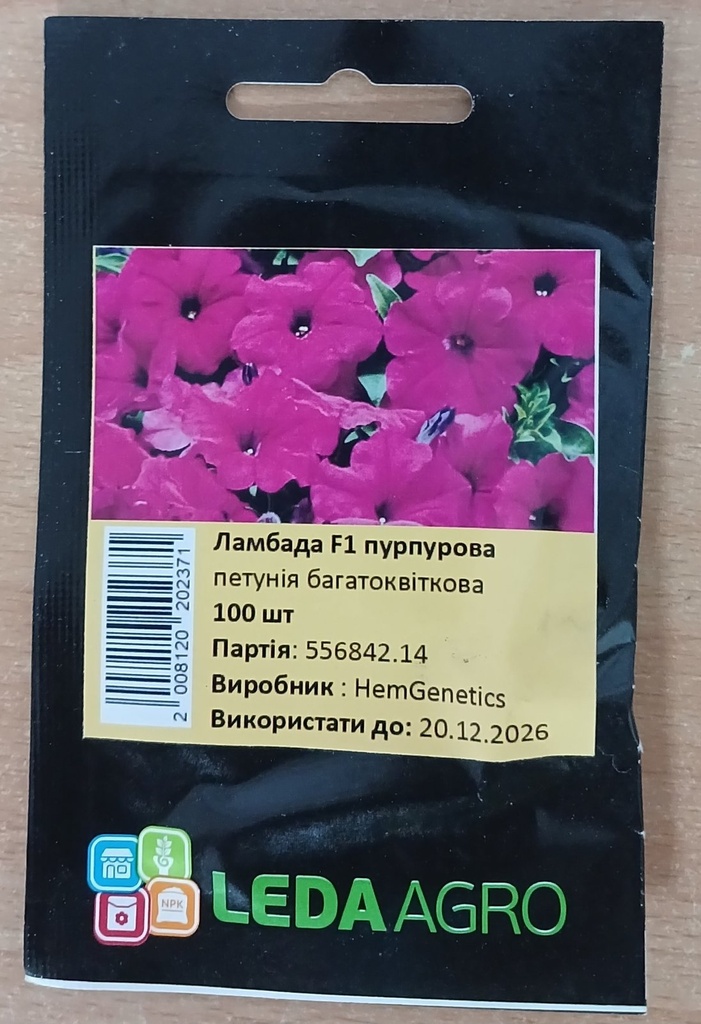 Ламбада F1 пурпурова
петунія багатоквіткова
100 шт
Партія: 556842.14
Виробник : HemGenetics
Використати до: 20.12.2026
2 008120 202371
NPK
LEDA AGRO